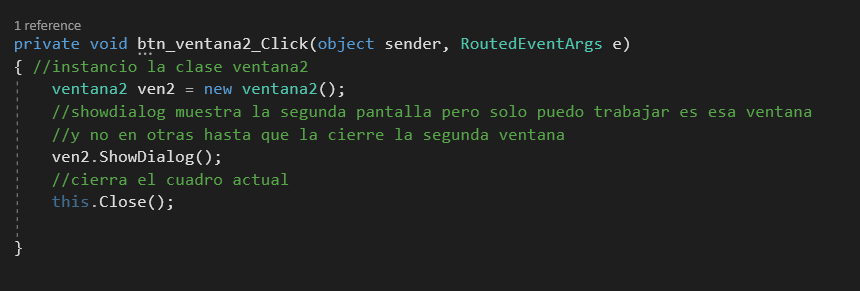 1 reference
private void btn_ventana2_Click(object sender, RoutedEventArgs e)
{ //instancio la clase ventana2
ventana2 ven2 = new ventana2();
//showdialog muestra la segunda pantalla pero solo puedo trabajar es esa ventana
//y no en otras hasta que la cierre la segunda ventana
ven2.ShowDialog();
//cierra el cuadro actual
this.Close();
}